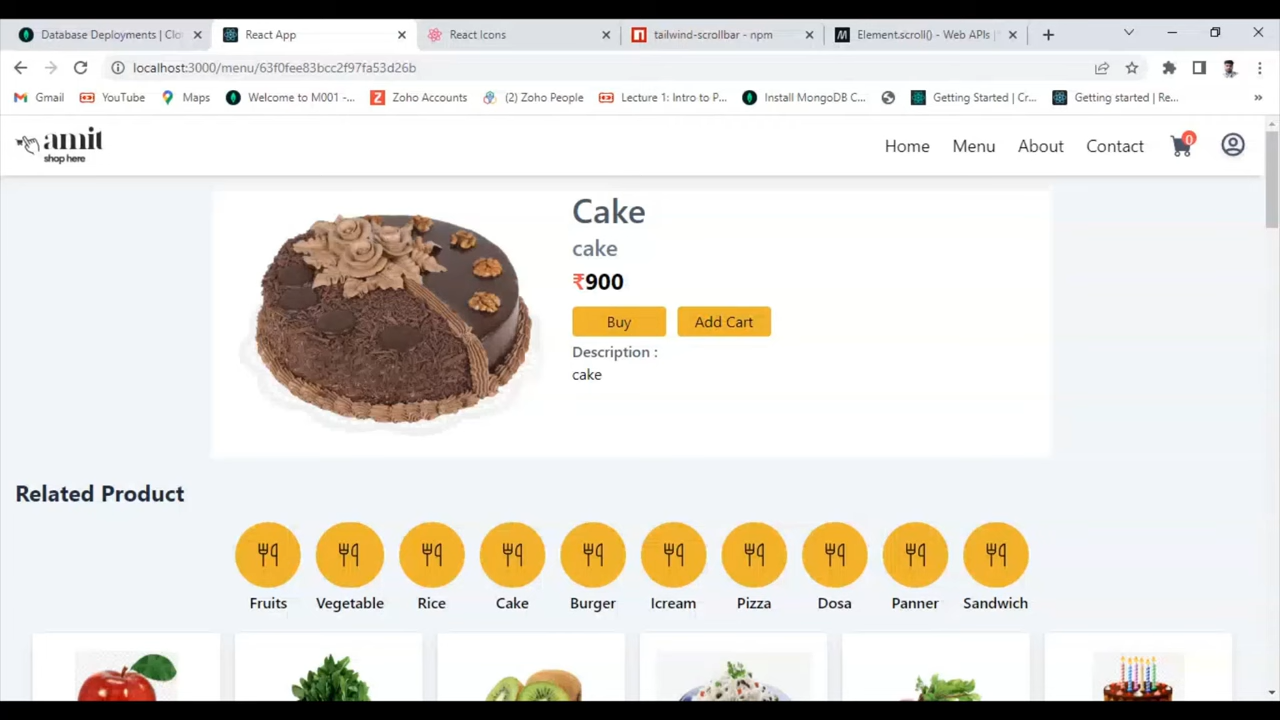 Database Deployments | Clo
React App
React Icons
tailwind-scrollbar - npm
Element.scroll() - Web APIs |
localhost:3000/menu/63f0fee83bcc2f97fa53d26b
Gmail
YouTube
Maps
Welcome to M001 -...
Zoho Accounts
(2) Zoho People
Lecture 1: Intro to P...
Install MongoDB C...
Getting Started | Cr...
Getting started | Re...
amit
shop here
Home
Menu
About
Contact
0
Cake
cake
₹900
Buy
Add Cart
Description :
cake
Related Product
Fruits
Vegetable
Rice
Cake
Burger
Icream
Pizza
Dosa
Panner
Sandwich